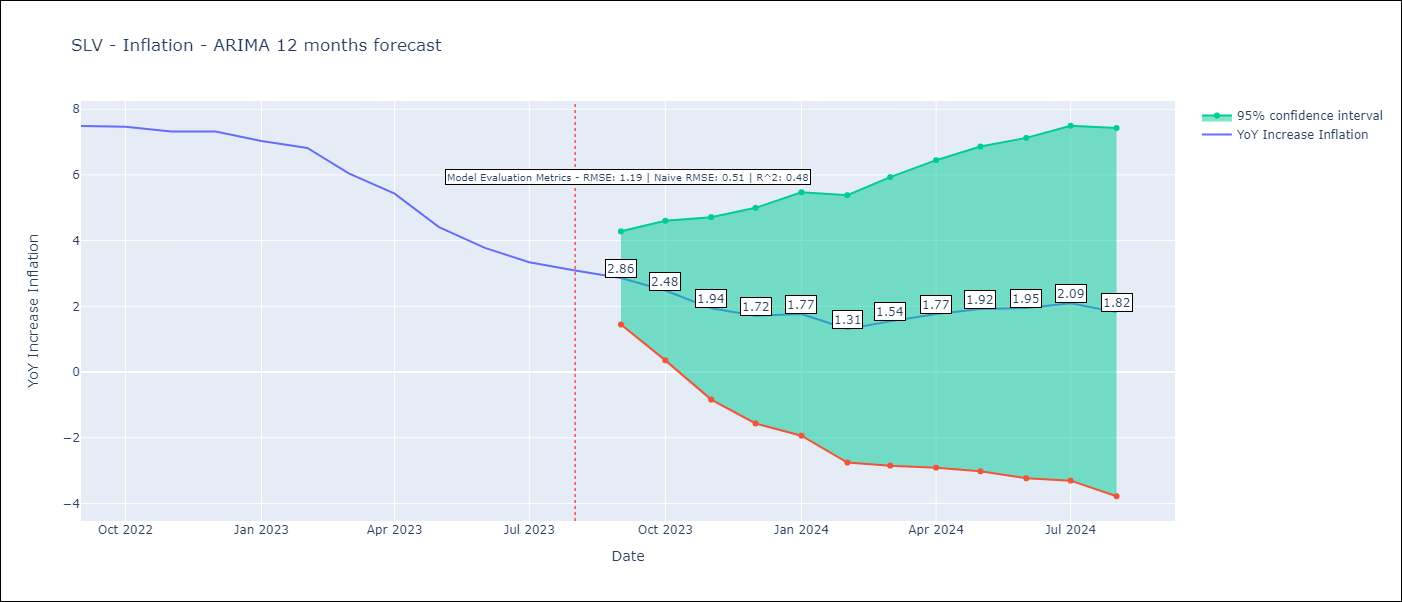 SLV - Inflation - ARIMA 12 months forecast
95% confidence interval
YoY Increase Inflation
Model Evaluation Metrics - RMSE: 1.19 | Naive RMSE: 0.51 | R^2: 0.48
YoY Increase Inflation
8
6
4
2
0
−2
−4
2.86
2.48
1.94
1.72
1.77
1.31
1.54
1.77
1.92
1.95
2.09
1.82
Oct 2022
Jan 2023
Apr 2023
Jul 2023
Oct 2023
Jan 2024
Apr 2024
Jul 2024
Date